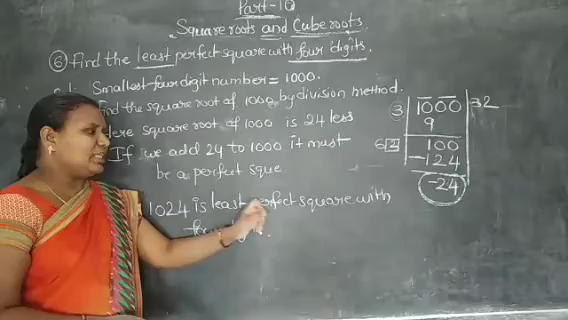 Part-10
Square roots and Cube roots
⑥ Find the least perfect square with four digits.
Smallest four digit number = 1000.
Find the square root of 1000 by division method.
square root of 1000 is 24 less
If we add 24 to 1000 it must
be a perfect sque
1024 is least perfect square with
3 1000 32
9
6 2 100
-124
-24